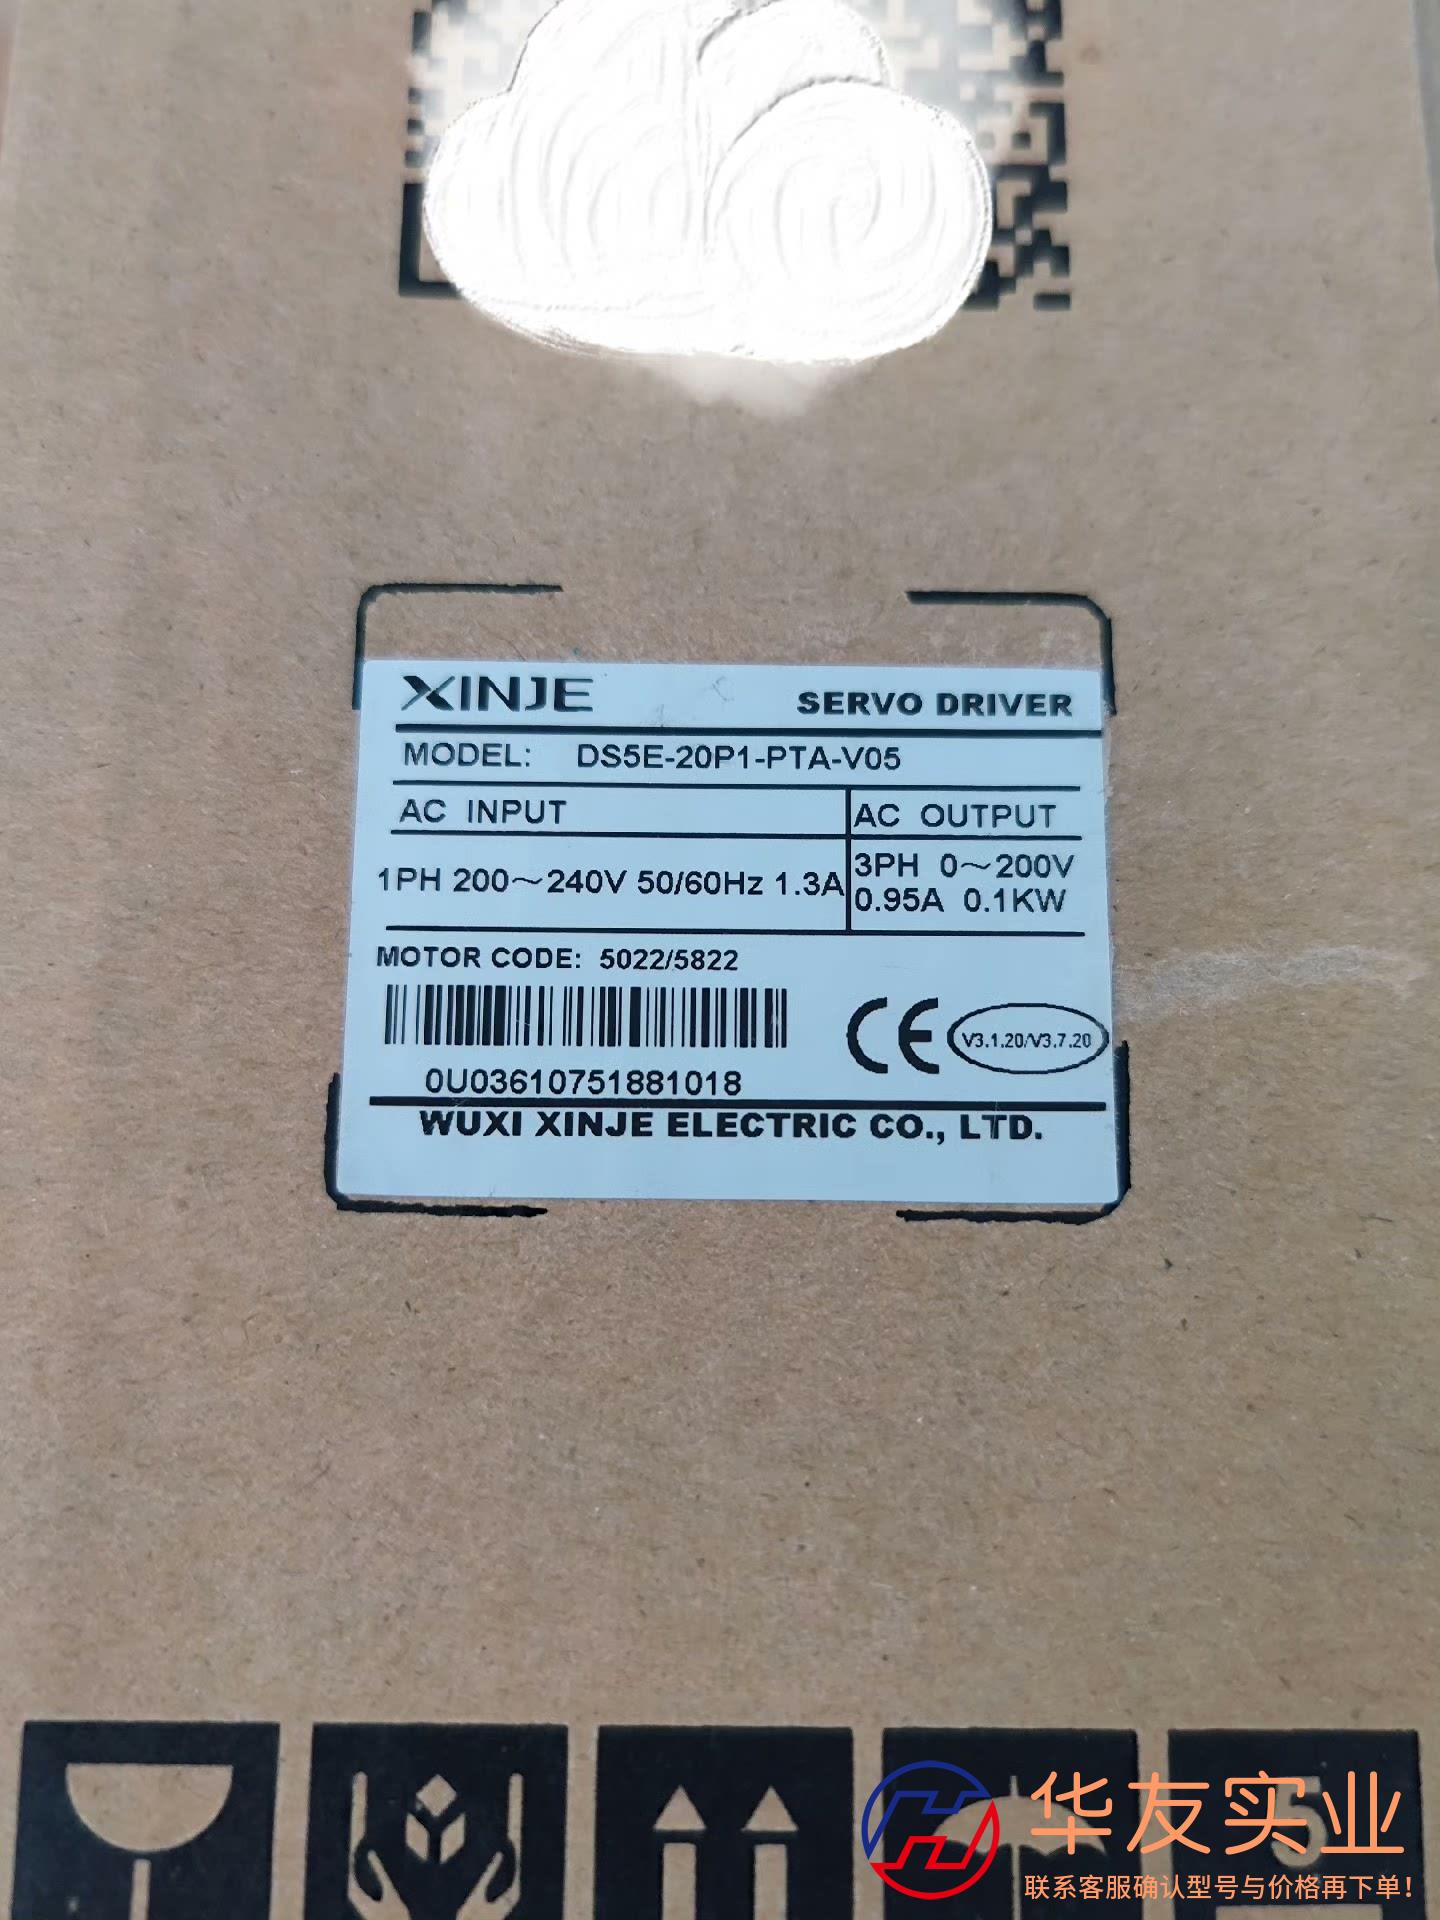 XINJE SERVO DRIVER
MODEL: DS5E-20P1-PTA-V05
AC INPUT AC OUTPUT
1PH 200～240V 50/60Hz 1.3A
3PH 0～200V
0.95A 0.1KW
MOTOR CODE: 5022/5822
CE V3.1.20/V3.7.20
0U03610751881018
WUXI XINJE ELECTRIC CO., LTD.
华友实业
联系客服确认型号与价格再下单!